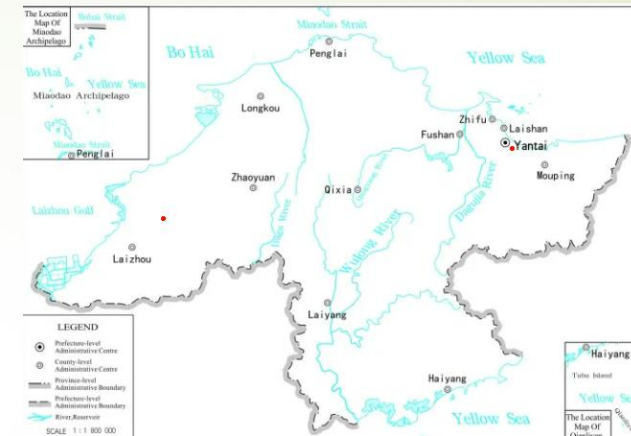 The Location
Map Of
Miaodao
Archipelago
Bohai Strait
Bo Hai
Yellow Sea
Miaodao Archipelago
Miaodao Strait
Penglai
Miaodao Strait
Penglai
Bo Hai
Yellow Sea
Longkou
Zhifu
Laishan
Fushan
Yantai
Mouping
Zhaoyuan
Qixia
Laizhou Gulf
Wulong River
Laizhou
Laiyang
Haiyang
Yellow Sea
LEGEND
Prefecture-level
Administrative Centre
County-level
Administrative Centre
Province-level
Administrative Boundary
Prefecture-level
Administrative Boundary
River,Reservoir
SCALE 1:1 800 000
Haiyang
Yellow Se
The Location
Map Of